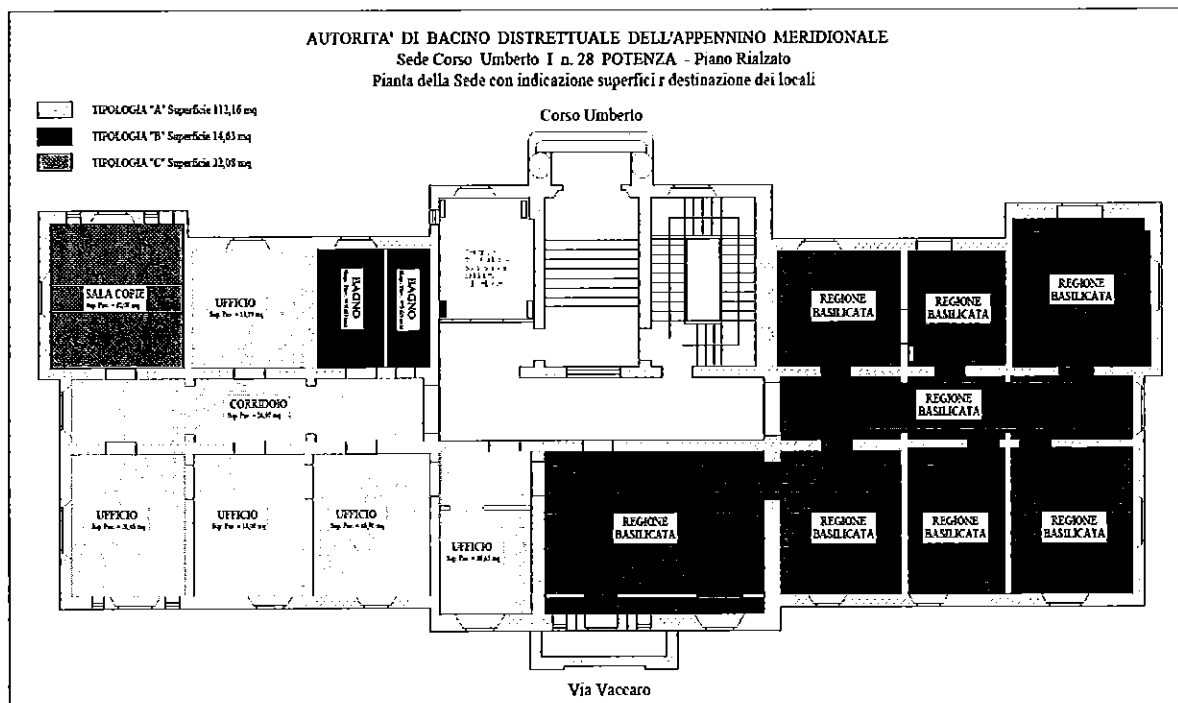 AUTORITA' DI BACINO DISTRETTUALE DELL'APPENNINO MERIDIONALE
Sede Corso Umberto I n. 28 POTENZA - Piano Rialzato
Pianta della Sede con indicazione superfici r destinazione dei locali
TIPOLOGIA "A" Superficie 112,16 mq
TIPOLOGIA "B" Superficie 14,63 mq
TIPOLOGIA "C" Superficie 22,08 mq
Corso Umberto
SALA COPIE
UFFICIO
BAGNO
BAGNO
REGIONE
BASILICATA
REGIONE
BASILICATA
REGIONE
BASILICATA
CORRIDOIO
REGIONE
BASILICATA
UFFICIO
UFFICIO
UFFICIO
UFFICIO
REGIONE
BASILICATA
REGIONE
BASILICATA
REGIONE
BASILICATA
REGIONE
BASILICATA
Via Vaccaro